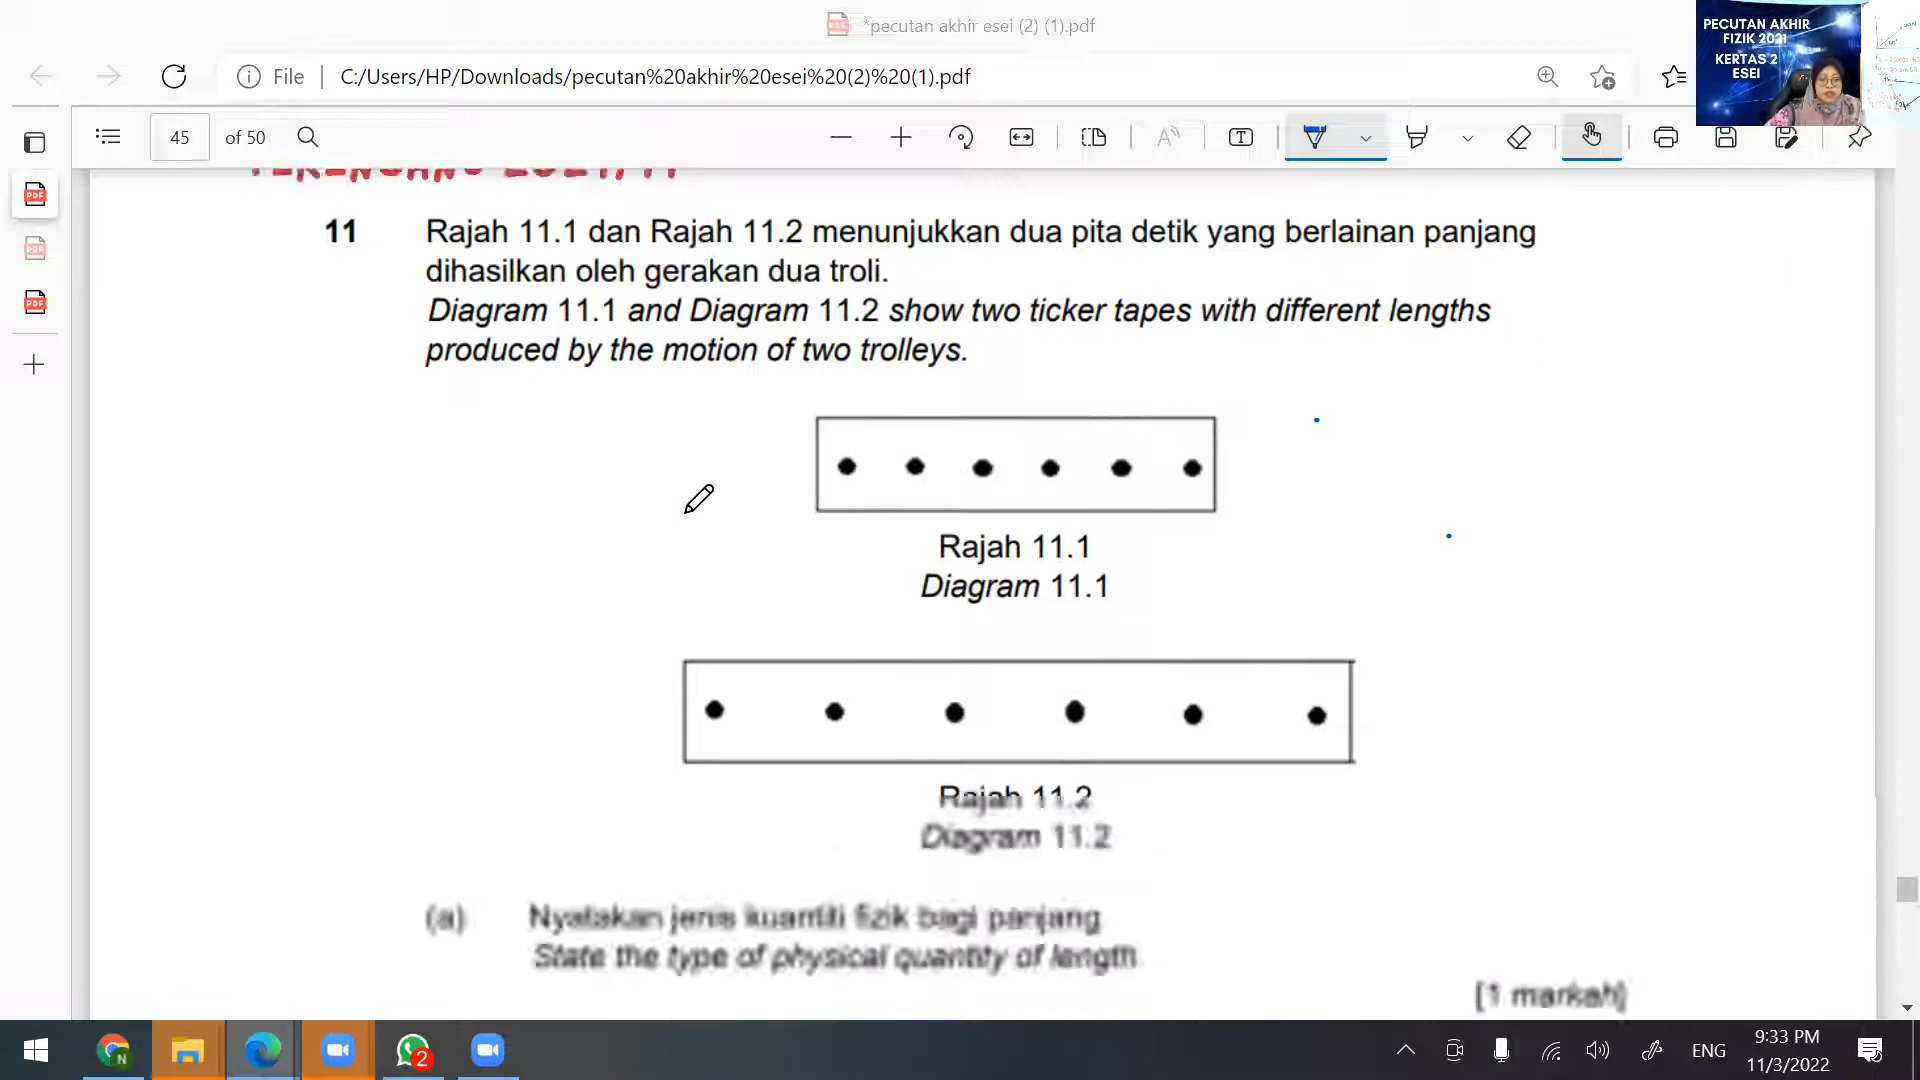 *pecutan akhir esei (2) (1).pdf
File | C:/Users/HP/Downloads/pecutan%20akhir%20esei%20(2)%20(1).pdf
PECUTAN AKHIR
FIZIK 2021
KERTAS 2
ESEI
45 of 50
11 Rajah 11.1 dan Rajah 11.2 menunjukkan dua pita detik yang berlainan panjang
dihasilkan oleh gerakan dua troli.
Diagram 11.1 and Diagram 11.2 show two ticker tapes with different lengths
produced by the motion of two trolleys.
Rajah 11.1
Diagram 11.1
Rajah 11.2
Diagram 11.2
(a) Nyatakan jenis kuantiti fizik bagi panjang
State the type of physical quantity of length
[1 markah]
N
2
ENG
9:33 PM
11/3/2022